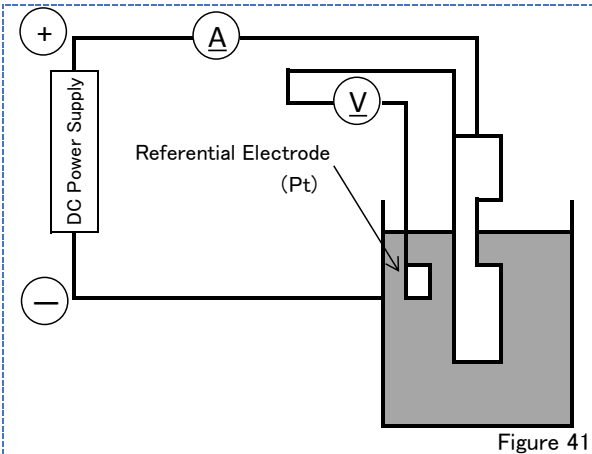 +
A
V
DC Power Supply
Referential Electrode
(Pt)
—
Figure 41